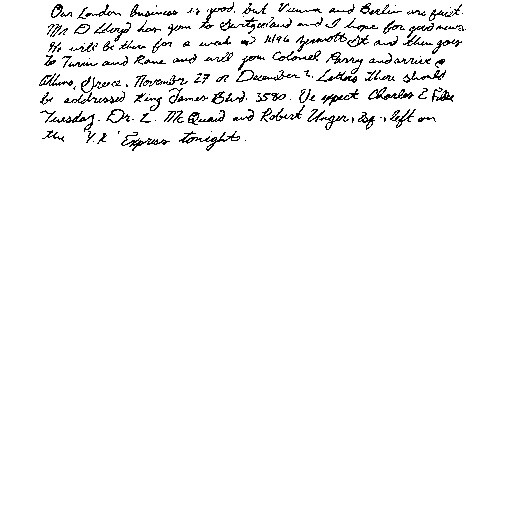 Our London business is good, but Vienna and Berlin are quiet.
Mr. D. Lloyd has gone to Switzerland and I hope for good news.
He will be there for a week at 1496 Zermott St. and then goes
to Turin and Rome and will join Colonel Parry and arrive at
Athens, Greece, November 27 or December 2. Letters there should
be addressed King James Blvd. 3580. We expect Charles E. Fuller
Tuesday. Dr. L. McQuaid and Robert Unger, Esq., left on
the 'Y.X.' Express tonight.